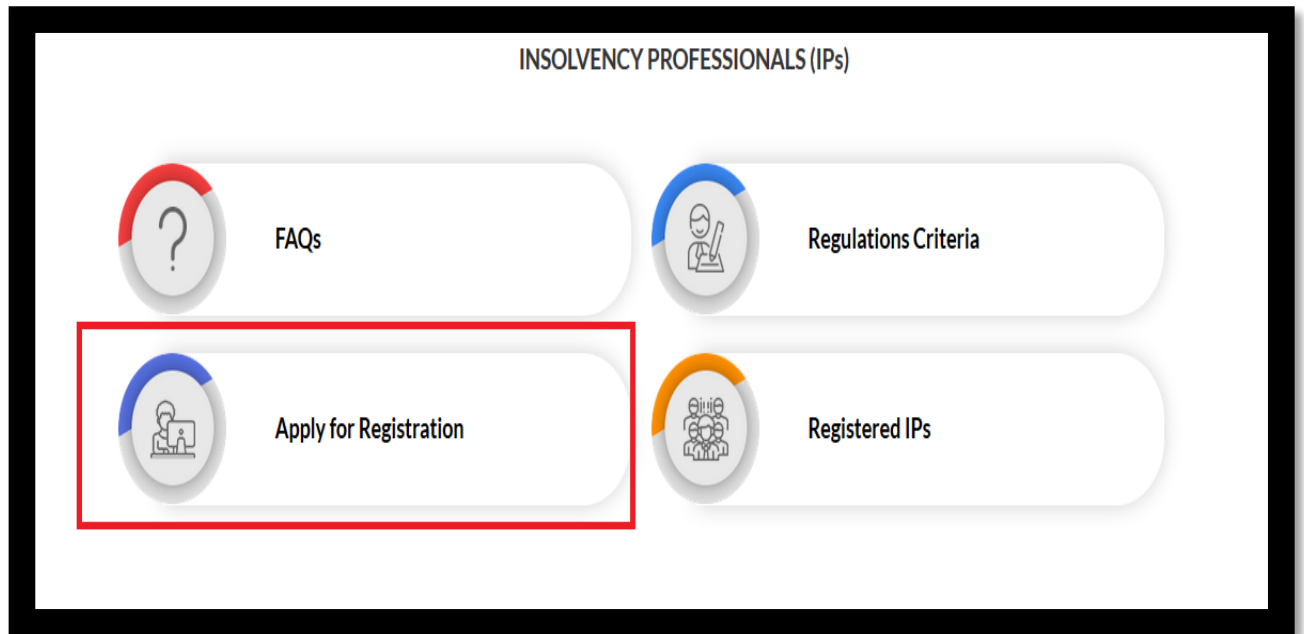 INSOLVENCY PROFESSIONALS (IPs)
FAQs
Regulations Criteria
Apply for Registration
Registered IPs